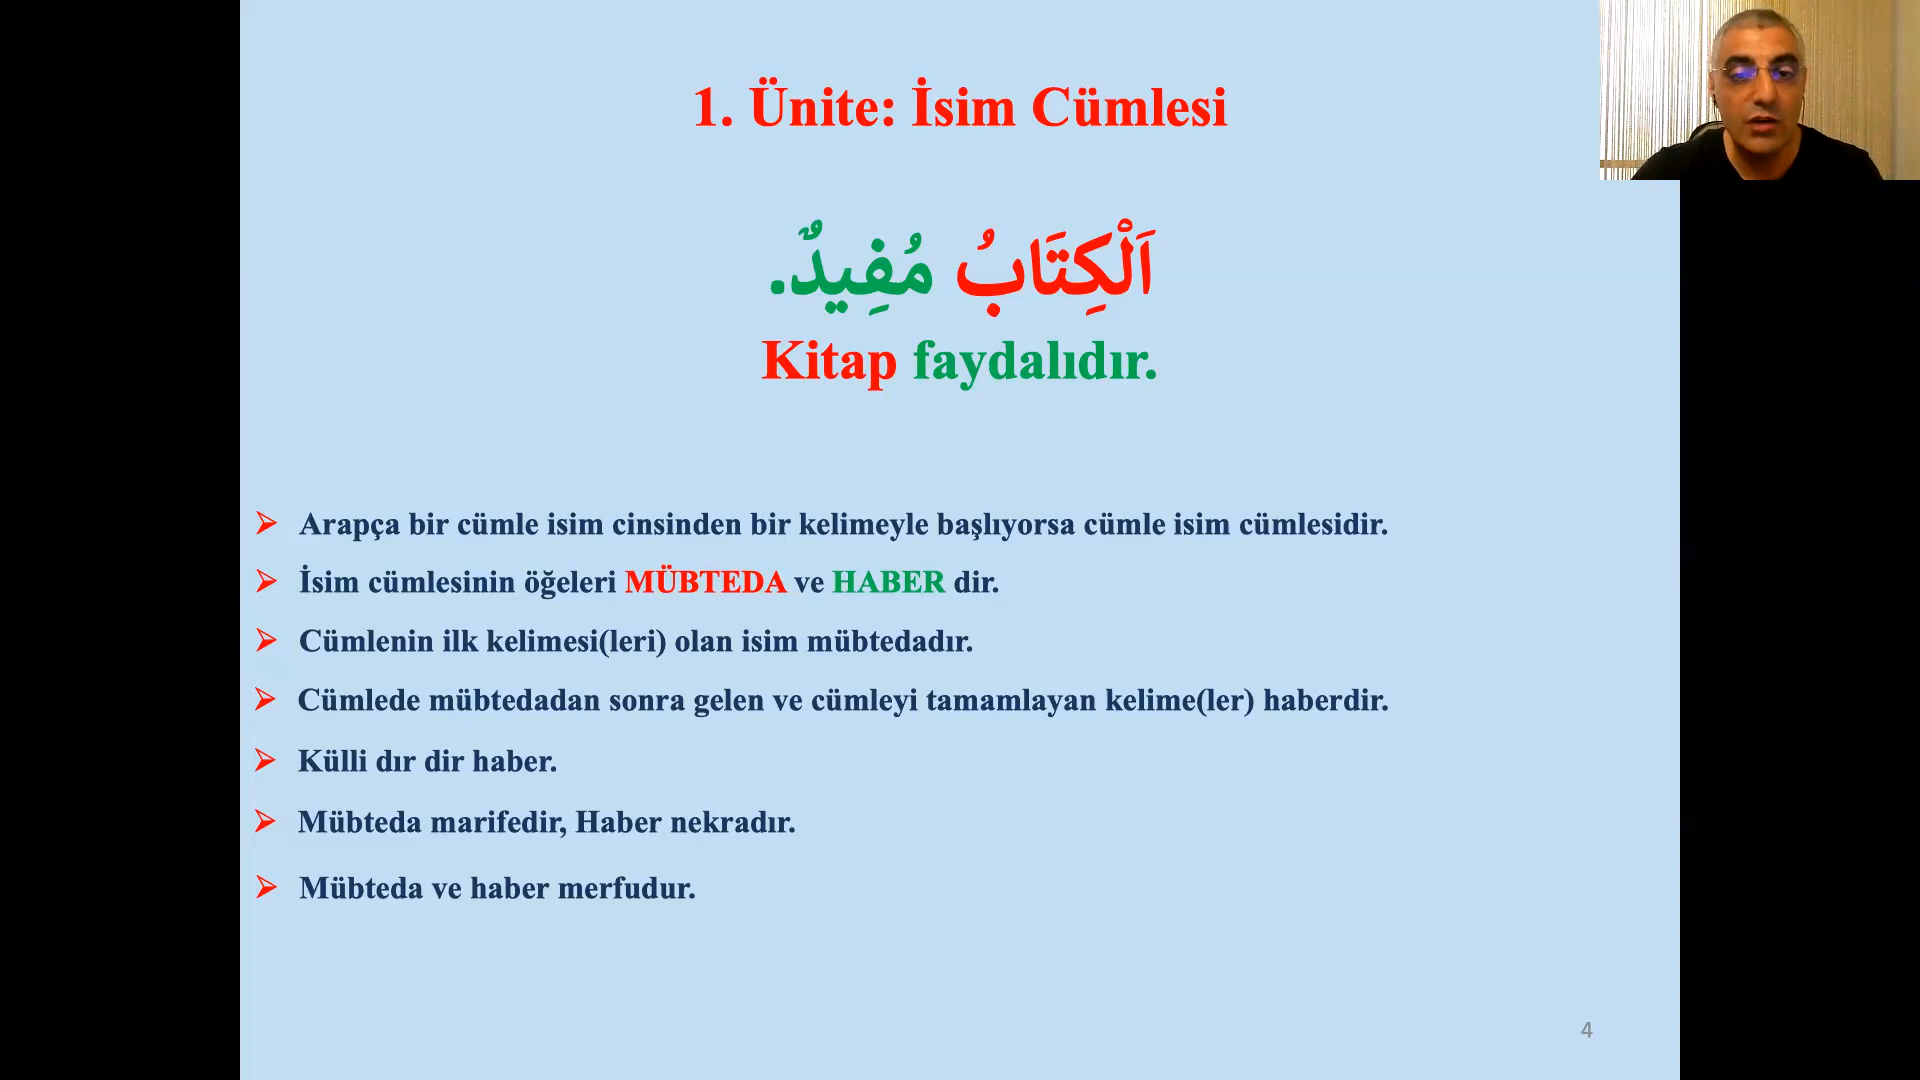 1. Ünite: İsim Cümlesi
اَلْكِتَابُ مُفِيدٌ.
Kitap faydalıdır.
Arapça bir cümle isim cinsinden bir kelimeyle başlıyorsa cümle isim cümlesidir.
İsim cümlesinin öğeleri MÜBTEDA ve HABER dir.
Cümlenin ilk kelimesi(leri) olan isim mübtedadır.
Cümlede mübtedadan sonra gelen ve cümleyi tamamlayan kelime(ler) haberdir.
Külli dır dir haber.
Mübteda marifedir, Haber nekradır.
Mübteda ve haber merfudur.
4